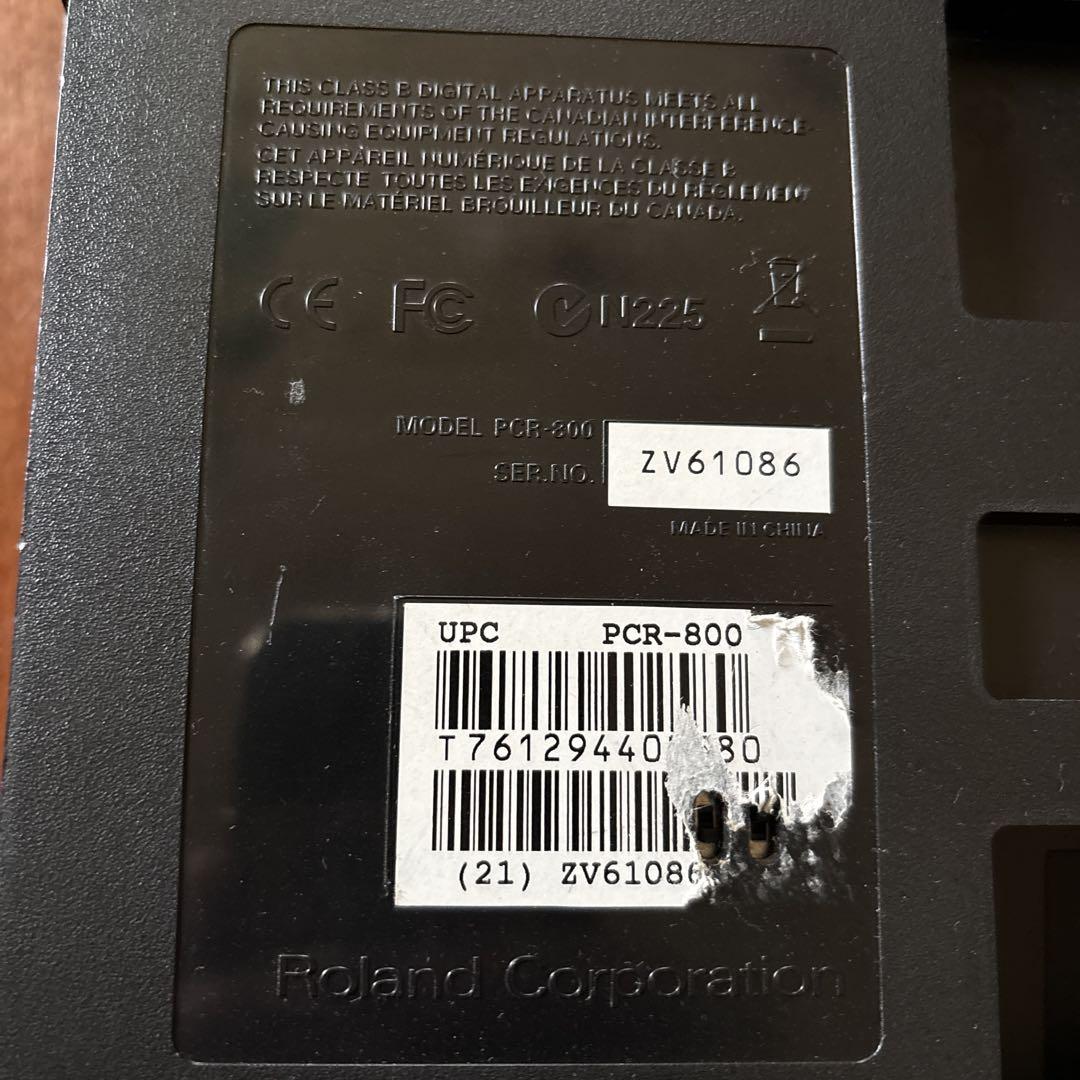 THIS CLASS B DIGITAL APPARATUS MEETS ALL
REQUIREMENTS OF THE CANADIAN INTERFERENCE-
CAUSING EQUIPMENT REGULATIONS.
CET APPAREIL NUMÉRIQUE DE LA CLASSE B
RESPECTE TOUTES LES EXIGENCES DU RÈGLEMENT
SUR LE MATÉRIEL BROUILLEUR DU CANADA.
CE FC N225
MODEL PCR-800
SER.NO. ZV61086
MADE IN CHINA
UPC PCR-800
(21) ZV61086
Roland Corporation